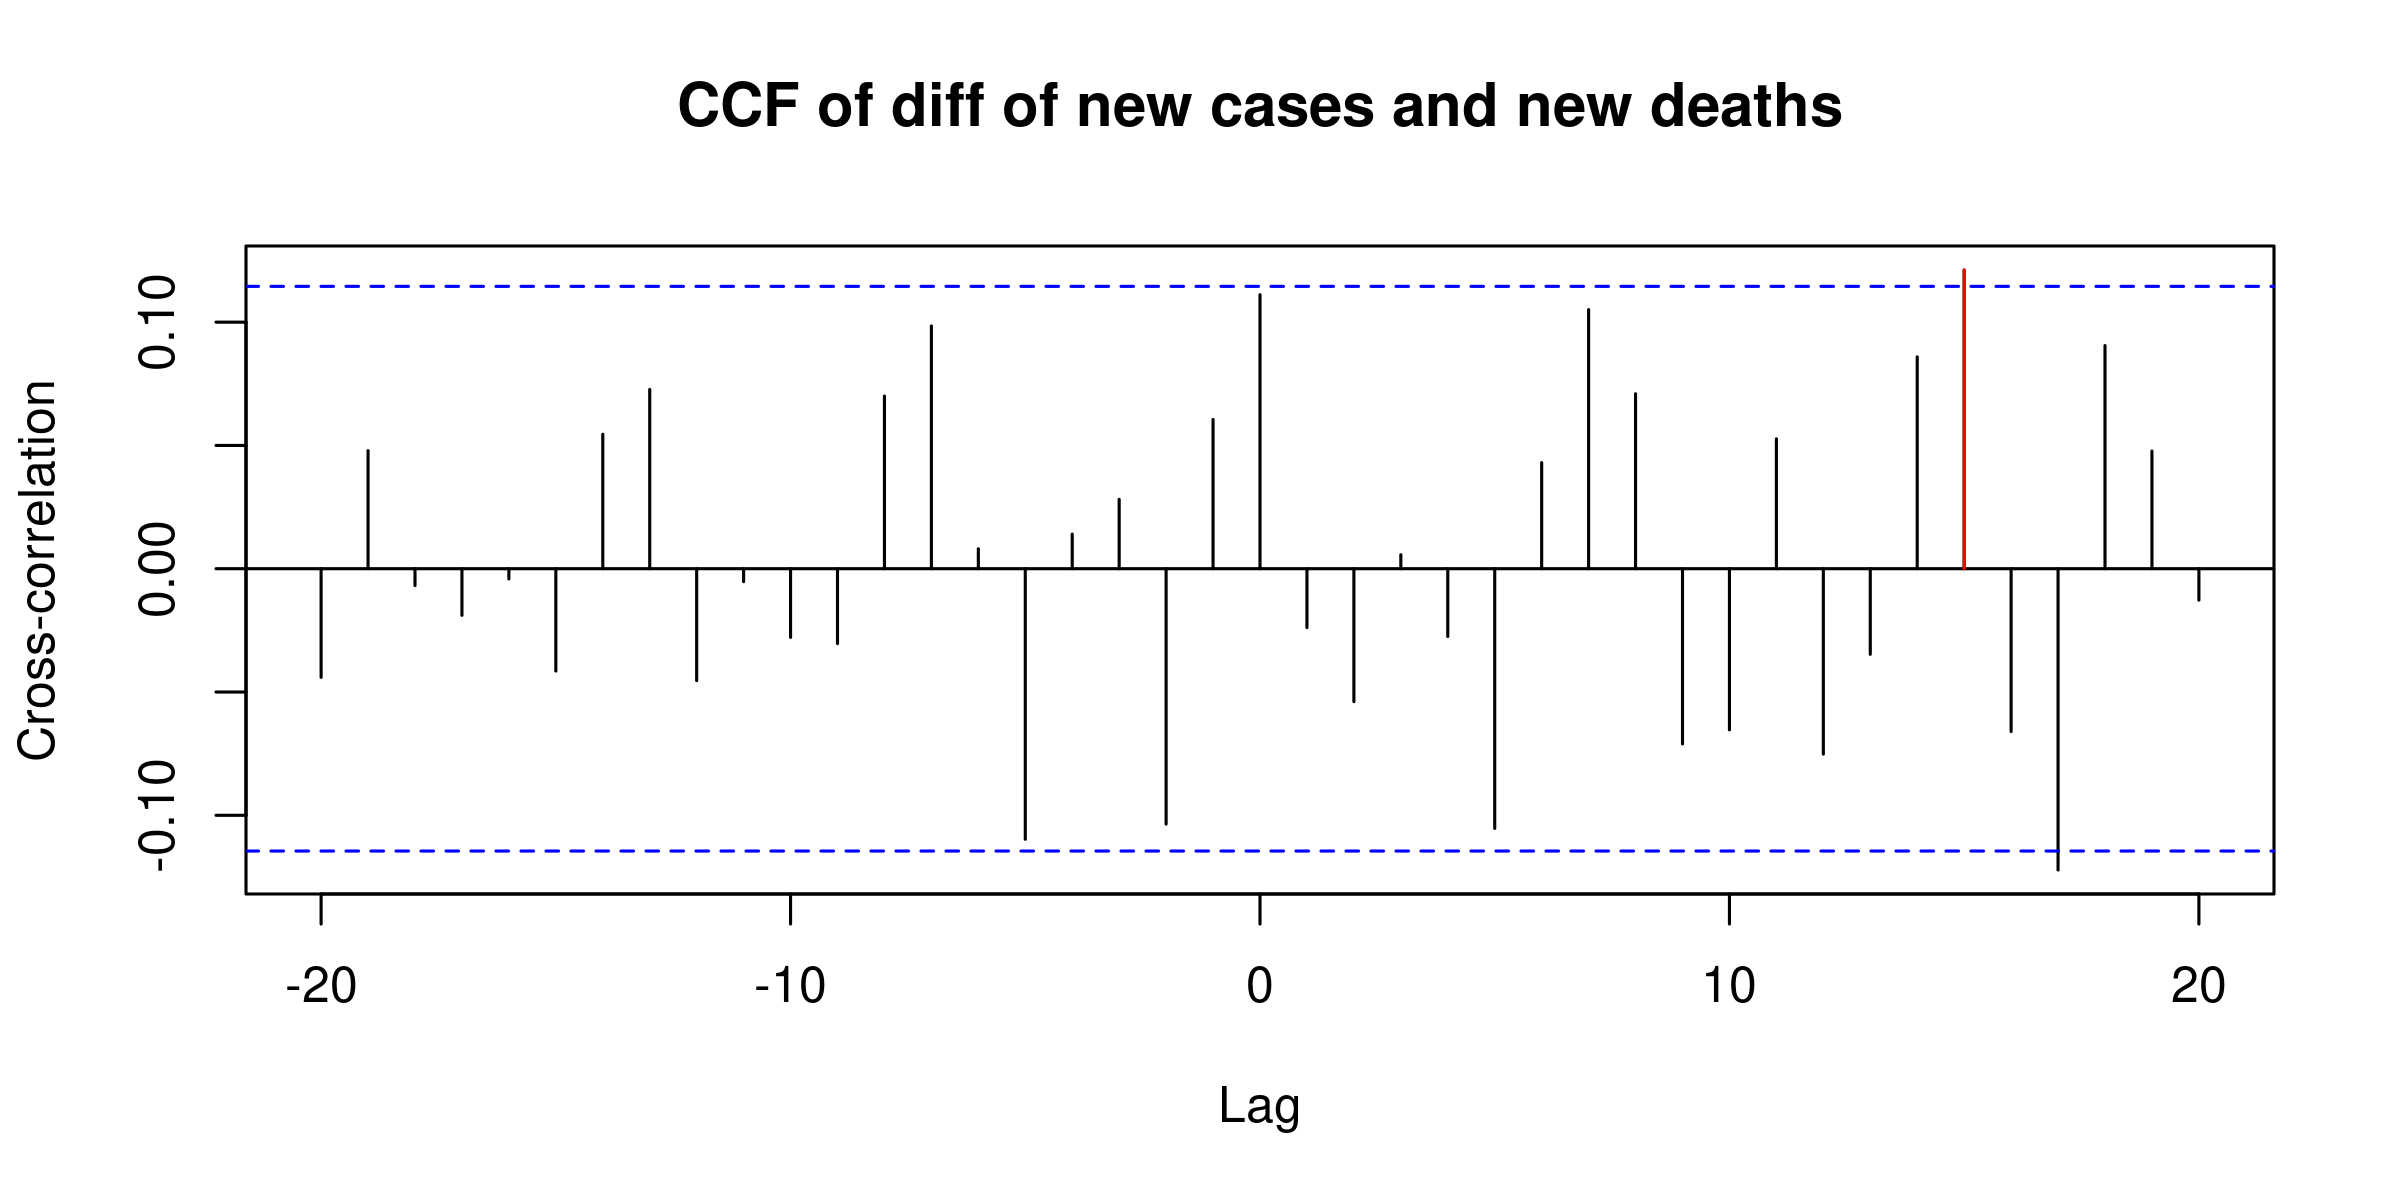 CCF of diff of new cases and new deaths
Cross-correlation
0.10
0.00
-0.10
-20 -10 0 10 20
Lag